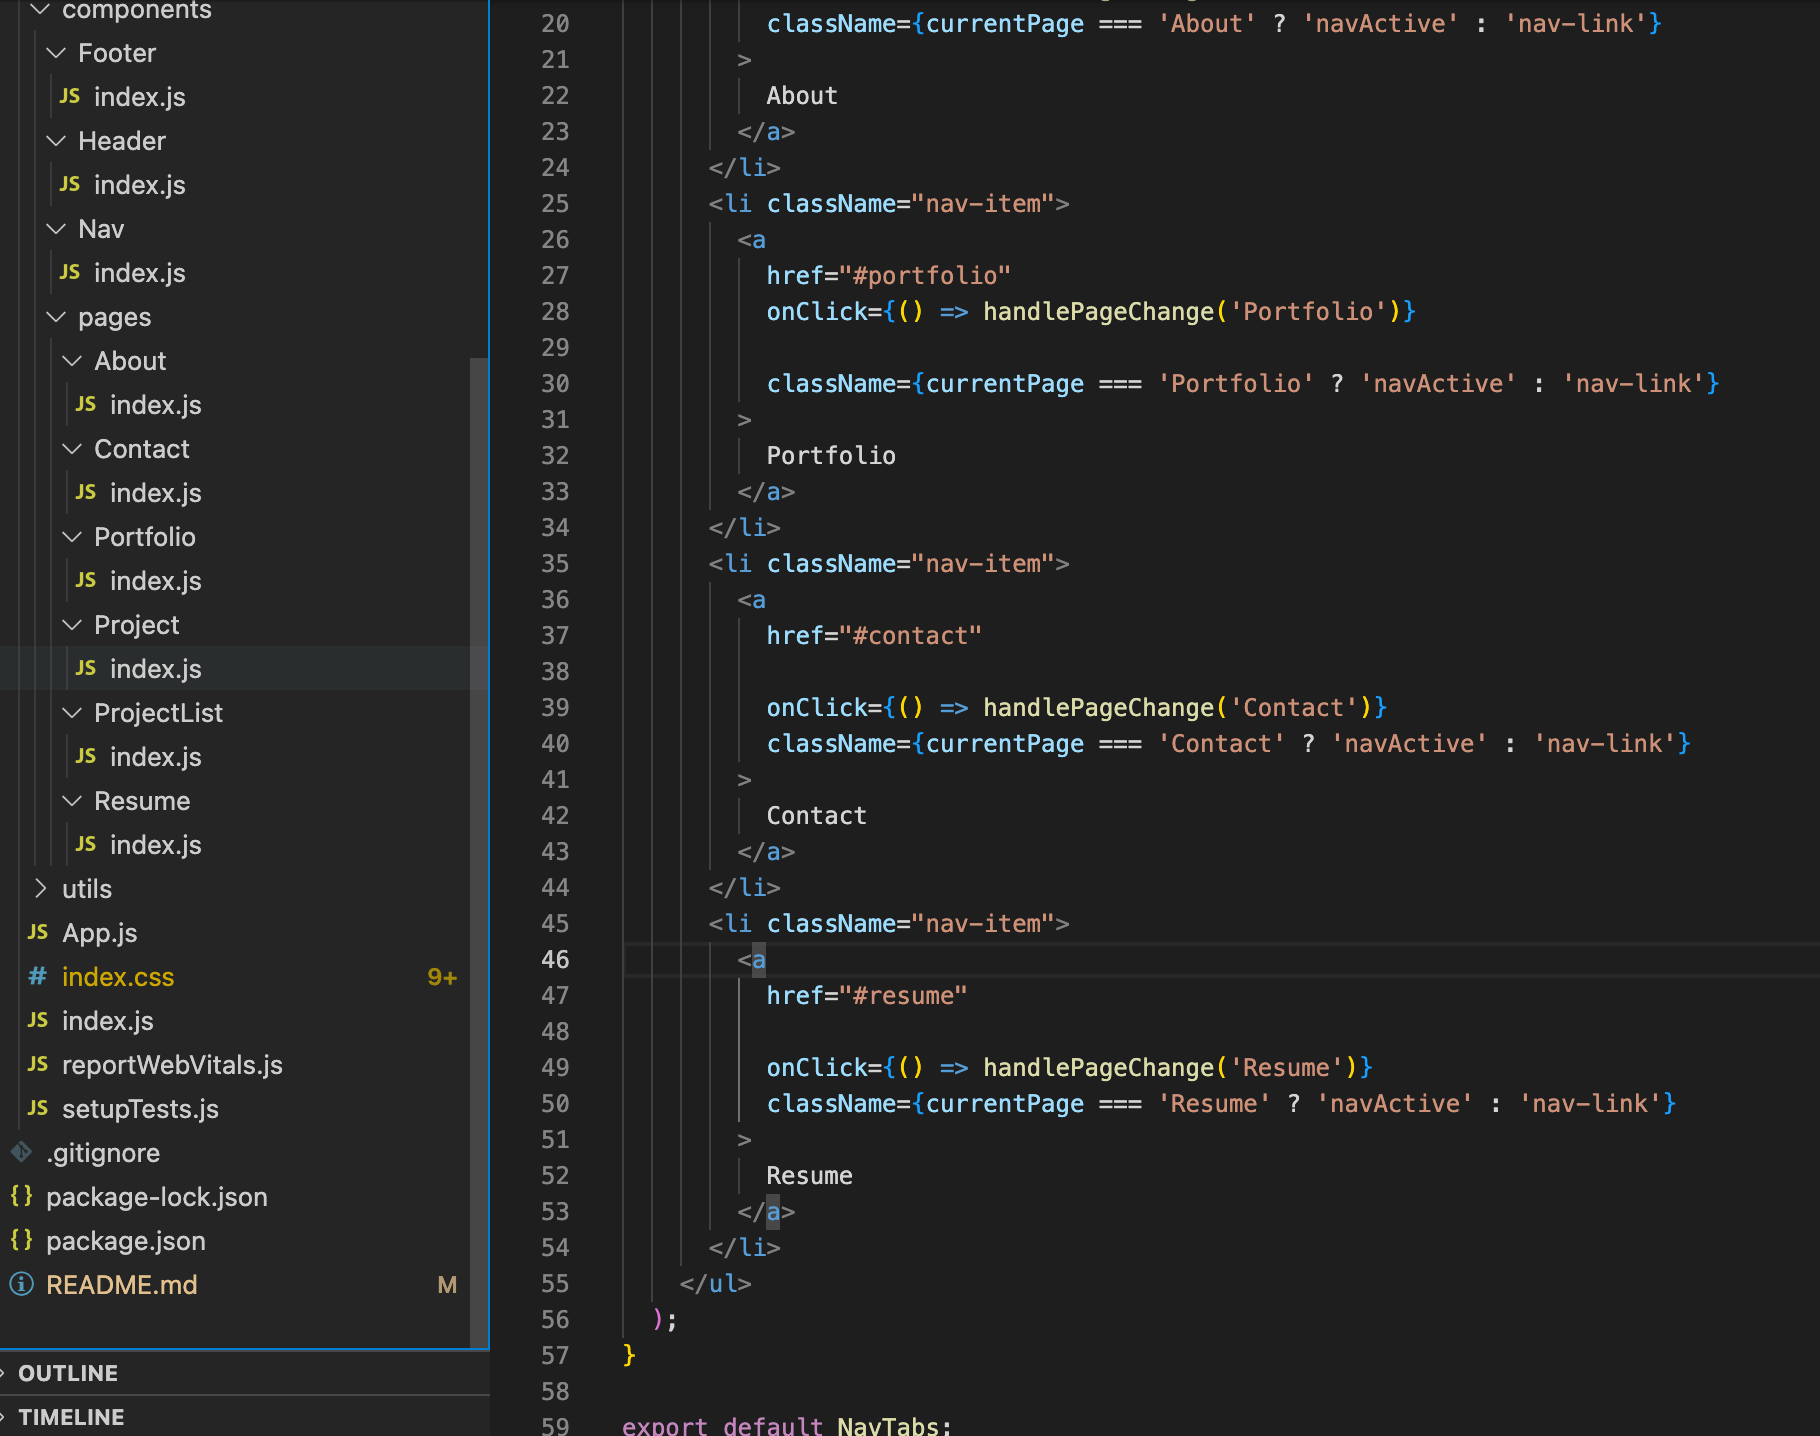 components
Footer
JS index.js
Header
JS index.js
Nav
JS index.js
pages
About
JS index.js
Contact
JS index.js
Portfolio
JS index.js
Project
JS index.js
ProjectList
JS index.js
Resume
JS index.js
utils
JS App.js
# index.css 9+
JS index.js
JS reportWebVitals.js
JS setupTests.js
.gitignore
{} package-lock.json
{} package.json
README.md M
OUTLINE
TIMELINE
20 className={currentPage === 'About' ? 'navActive' : 'nav-link'}
21 >
22 About
23 </a>
24 </li>
25 <li className="nav-item">
26 <a
27 href="#portfolio"
28 onClick={() => handlePageChange('Portfolio')}
29
30 className={currentPage === 'Portfolio' ? 'navActive' : 'nav-link'}
31 >
32 Portfolio
33 </a>
34 </li>
35 <li className="nav-item">
36 <a
37 href="#contact"
38
39 onClick={() => handlePageChange('Contact')}
40 className={currentPage === 'Contact' ? 'navActive' : 'nav-link'}
41 >
42 Contact
43 </a>
44 </li>
45 <li className="nav-item">
46 <a
47 href="#resume"
48
49 onClick={() => handlePageChange('Resume')}
50 className={currentPage === 'Resume' ? 'navActive' : 'nav-link'}
51 >
52 Resume
53 </a>
54 </li>
55 </ul>
56 );
57 }
58
59 export default NavTabs;